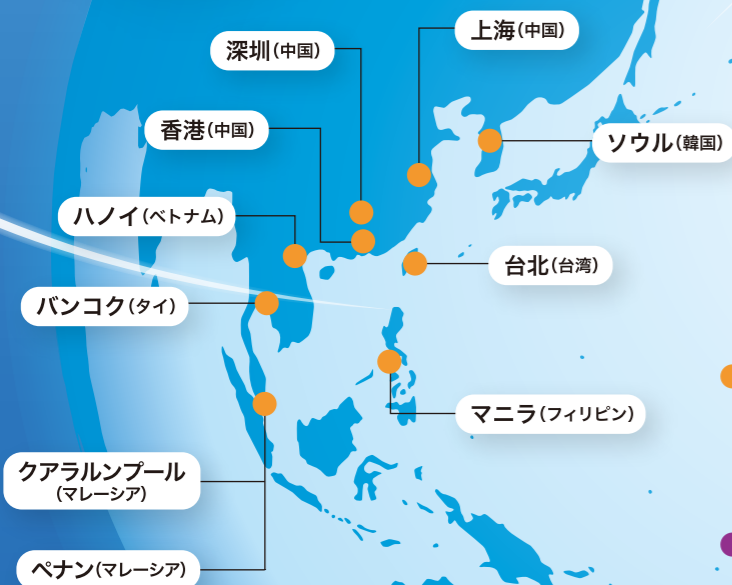 上海(中国)
深圳(中国)
香港(中国)
ソウル(韓国)
ハノイ(ベトナム)
台北(台湾)
バンコク(タイ)
マニラ(フィリピン)
クアラルンプール
(マレーシア)
ペナン(マレーシア)